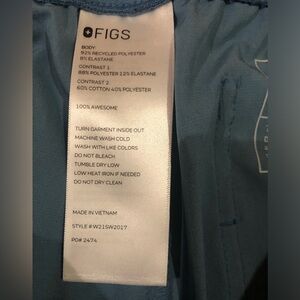 FIGS
BODY:
92% RECYCLED POLYESTER
8% ELASTANE
CONTRAST 1
88% POLYESTER 12% ELASTANE
CONTRAST 2
60% COTTON 40% POLYESTER
100% AWESOME
TURN GARMENT INSIDE OUT
MACHINE WASH COLD
WASH WITH LIKE COLORS
DO NOT BLEACH
TUMBLE DRY LOW
LOW HEAT IRON IF NEEDED
DO NOT DRY CLEAN
MADE IN VIETNAM
STYLE #W21SW2017
PO# 2474